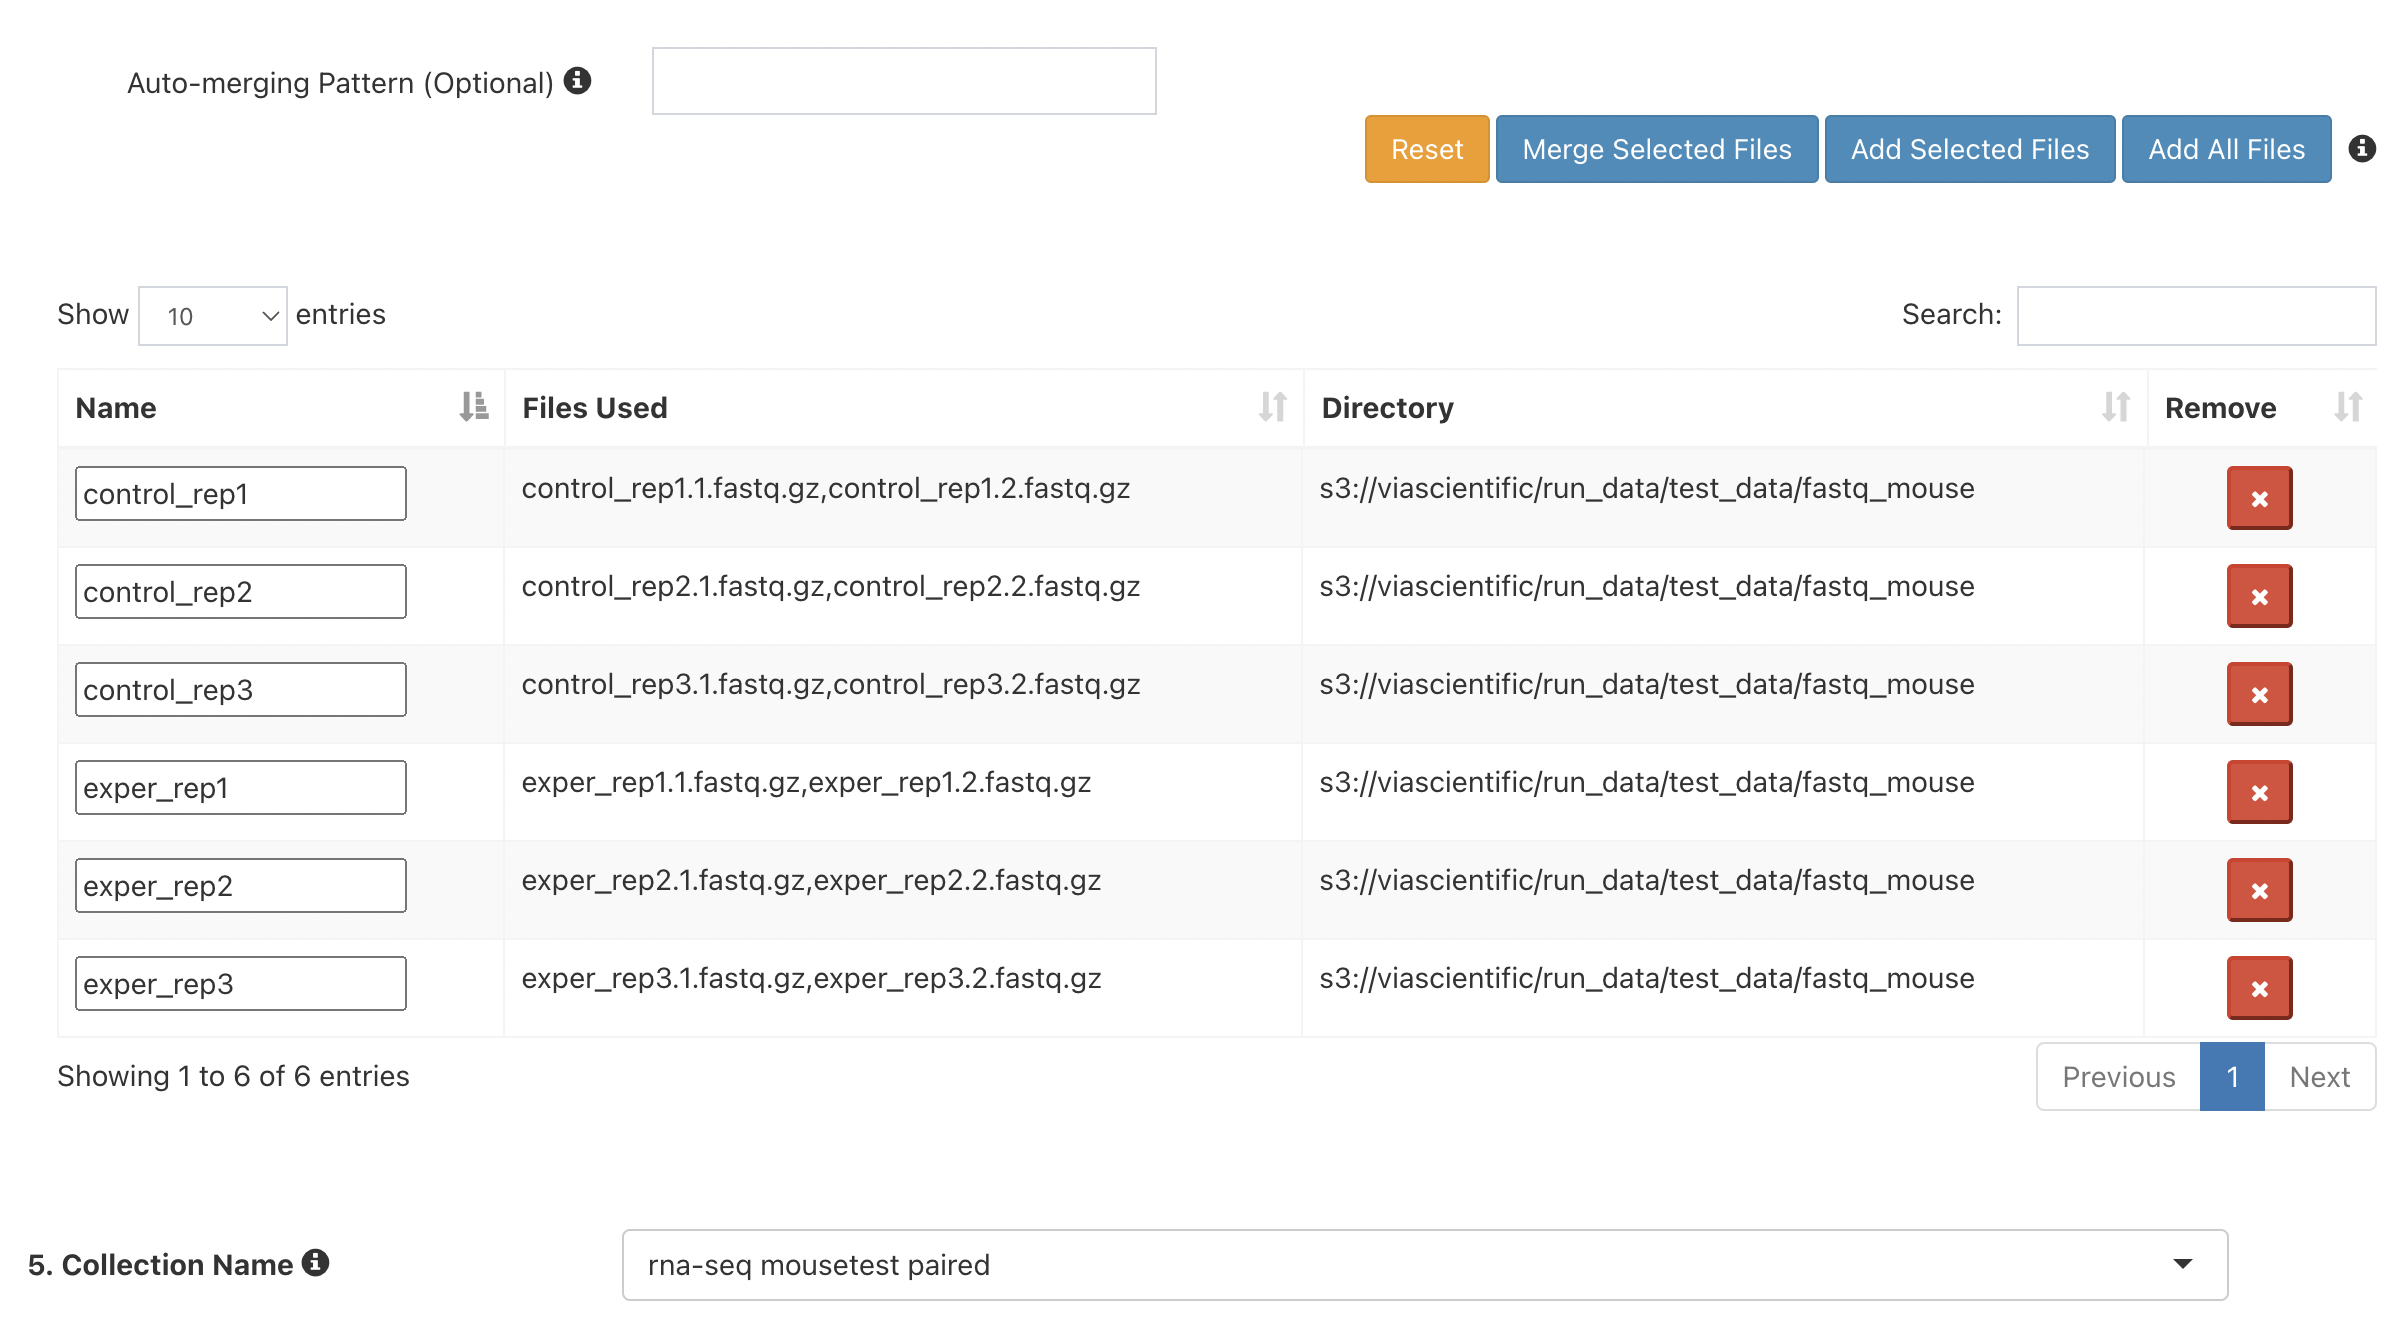 Auto-merging Pattern (Optional)
Reset Merge Selected Files Add Selected Files Add All Files
Show 10 entries Search:
Name Files Used Directory Remove
control_rep1 control_rep1.1.fastq.gz,control_rep1.2.fastq.gz s3://viascientific/run_data/test_data/fastq_mouse
control_rep2 control_rep2.1.fastq.gz,control_rep2.2.fastq.gz s3://viascientific/run_data/test_data/fastq_mouse
control_rep3 control_rep3.1.fastq.gz,control_rep3.2.fastq.gz s3://viascientific/run_data/test_data/fastq_mouse
exper_rep1 exper_rep1.1.fastq.gz,exper_rep1.2.fastq.gz s3://viascientific/run_data/test_data/fastq_mouse
exper_rep2 exper_rep2.1.fastq.gz,exper_rep2.2.fastq.gz s3://viascientific/run_data/test_data/fastq_mouse
exper_rep3 exper_rep3.1.fastq.gz,exper_rep3.2.fastq.gz s3://viascientific/run_data/test_data/fastq_mouse
Showing 1 to 6 of 6 entries Previous 1 Next
5. Collection Name rna-seq mousetest paired